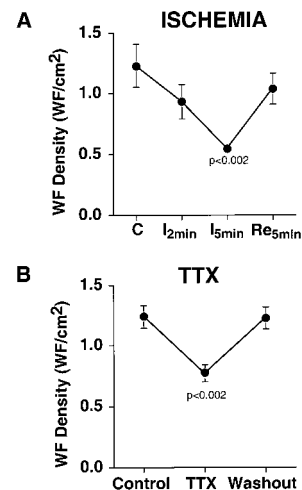 A
ISCHEMIA
WF Density (WF/cm²)
1.5
1.0
0.5
0.0
p<0.002
C I2min I5min Re5min
B
TTX
WF Density (WF/cm²)
1.5
1.0
0.5
0.0
p<0.002
Control TTX Washout